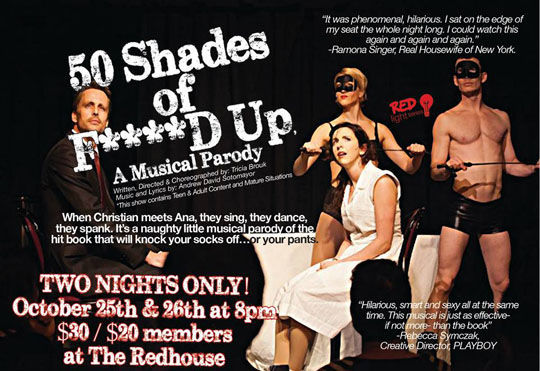 "It was phenomenal, hilarious. I sat on the edge of
my seat the whole night long. I could watch this
again and again and again."
-Ramona Singer, Real Housewife of New York.
50 Shades
of
F****D Up,
A Musical Parody
Written, Directed & Choreographed by: Tricia Brouk
Music and Lyrics by: Andrew David Sotomayor
*This show contains Teen & Adult Content and Mature Situations
RED
light series
When Christian meets Ana, they sing, they dance,
they spank. It's a naughty little musical parody of the
hit book that will knock your socks off...or your pants.
TWO NIGHTS ONLY!
October 25th & 26th at 8pm
$30 / $20 members
at The Redhouse
"Hilarious, smart and sexy all at the same
time. This musical is just as effective-
if not more- than the book"
-Rebecca Symczak,
Creative Director, PLAYBOY